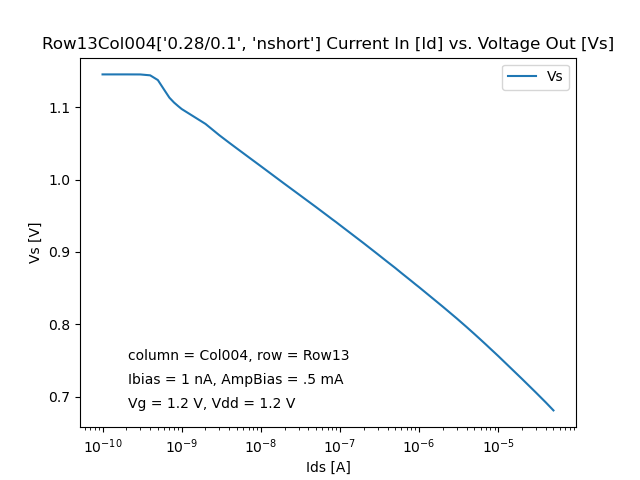 Row13Col004['0.28/0.1', 'nshort'] Current In [Id] vs. Voltage Out [Vs]
Vs
1.1
1.0
0.9
0.8
0.7
Vs [V]
column = Col004, row = Row13
Ibias = 1 nA, AmpBias = .5 mA
Vg = 1.2 V, Vdd = 1.2 V
10⁻¹⁰ 10⁻⁹ 10⁻⁸ 10⁻⁷ 10⁻⁶ 10⁻⁵
Ids [A]